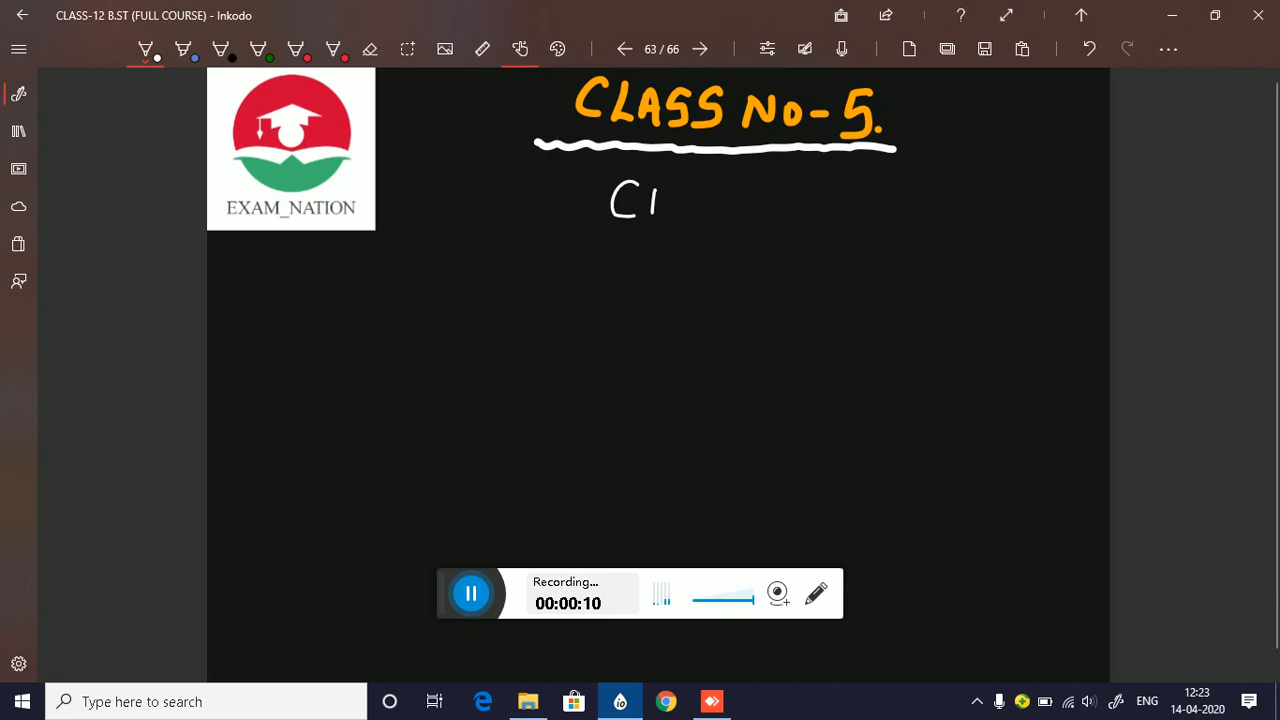 CLASS-12 B.ST (FULL COURSE) - Inkodo
63 / 66
CLASS NO-5.
EXAM_NATION
Recording...
00:00:10
Type here to search
ENG
12:23
14-04-2020